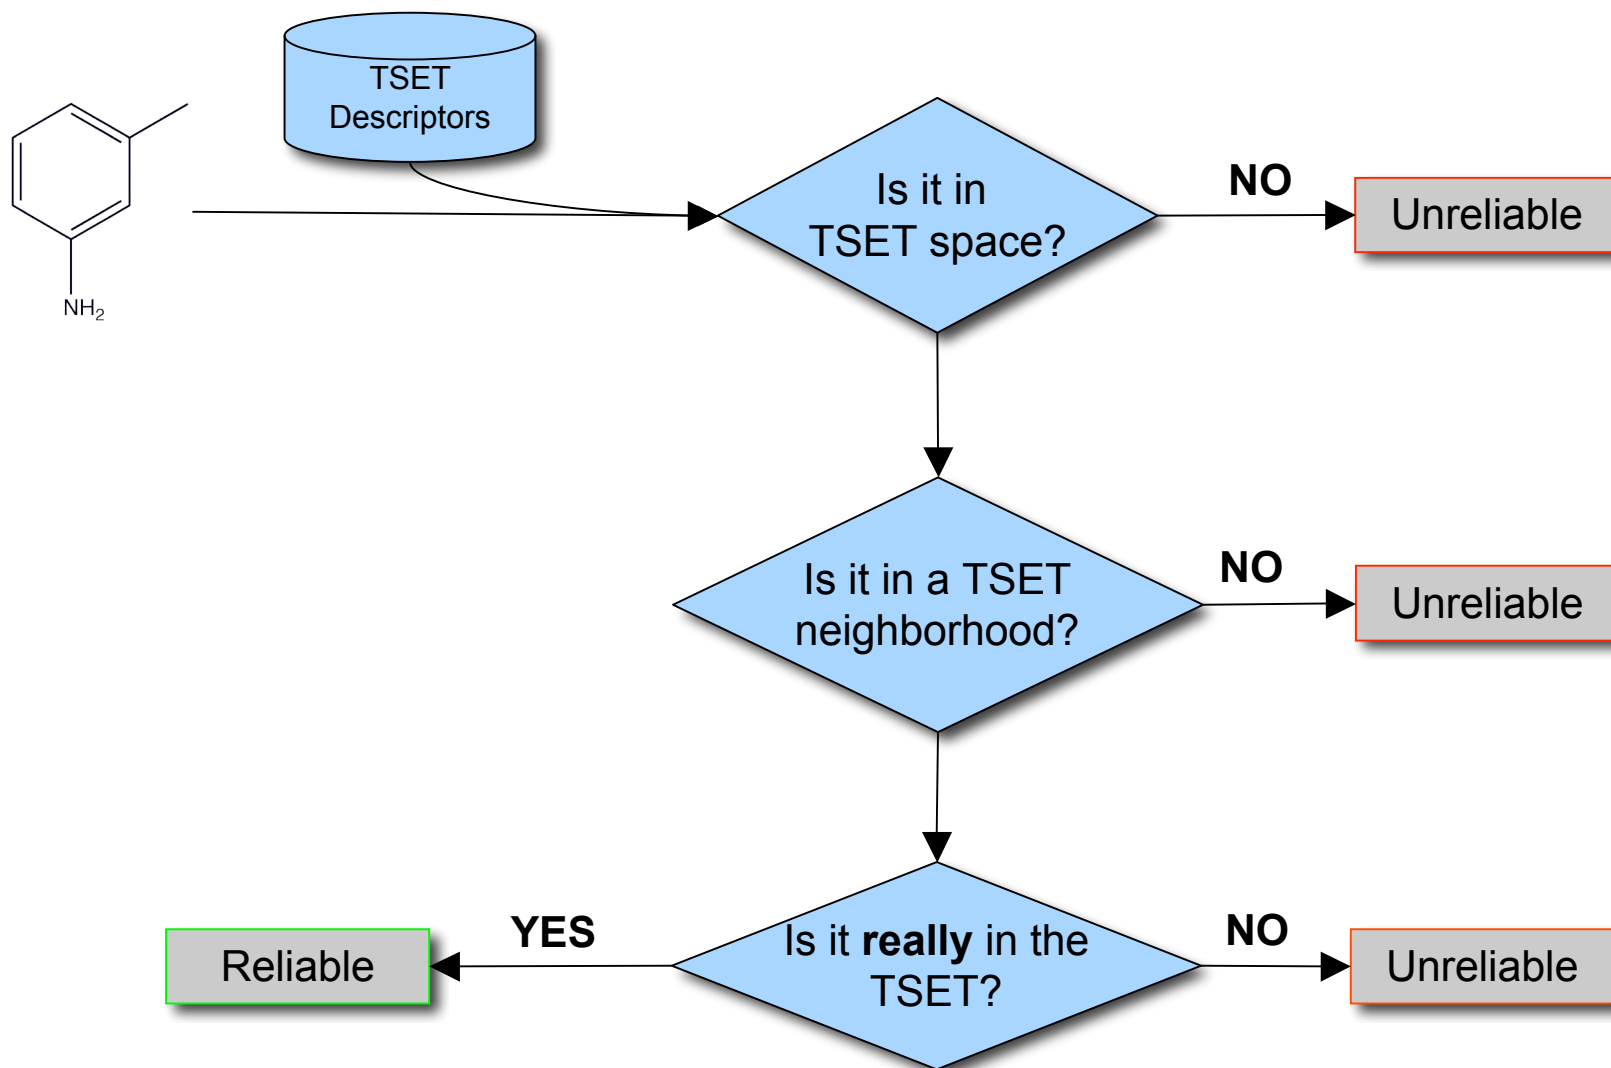 TSET
Descriptors
NH₂
Is it in
TSET space?
NO
Unreliable
Is it in a TSET
neighborhood?
NO
Unreliable
Is it really in the
TSET?
YES
Reliable
NO
Unreliable